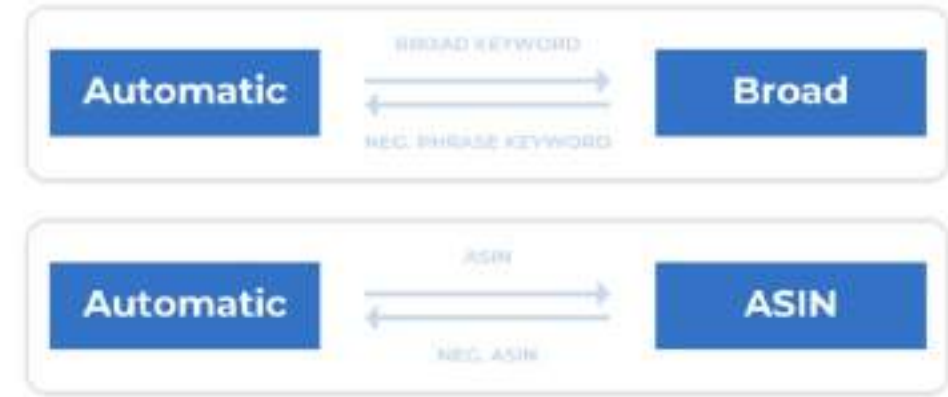 BROAD KEYWORD
Automatic Broad
NEG. PHRASE KEYWORD
ASIN
Automatic ASIN
NEG. ASIN